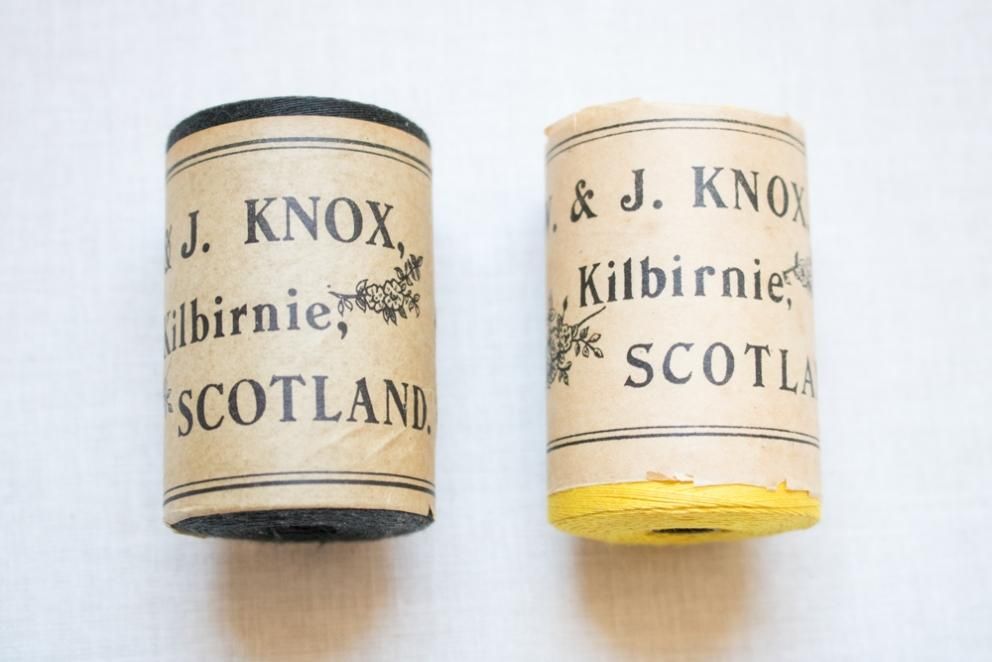 & J. KNOX,
Kilbirnie,
SCOTLAND.
. & J. KNOX,
Kilbirnie,
SCOTLA